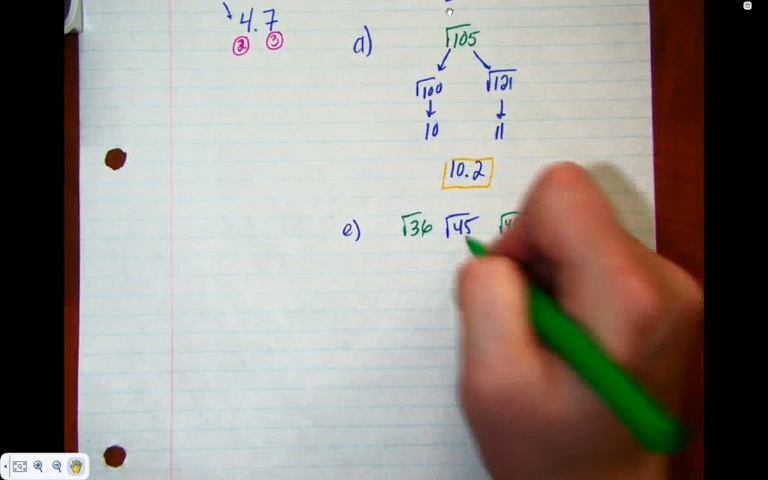 4.7
② ③
d) √105
√100 √121
10 11
10.2
e) √36 √45